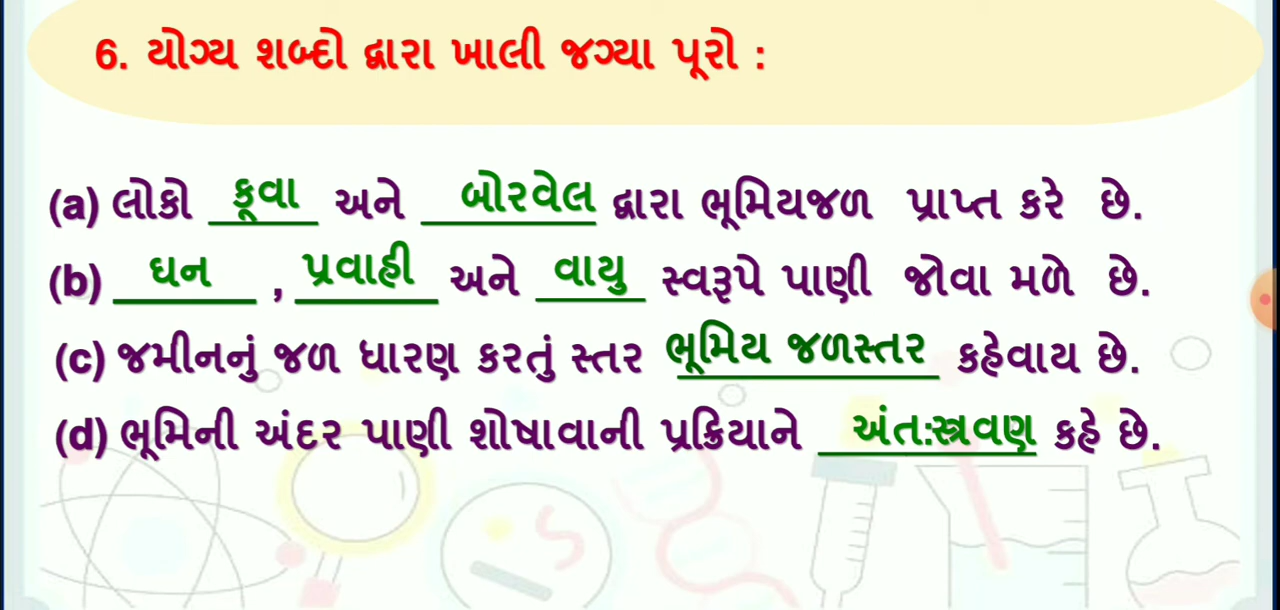 6. યોગ્ય શબ્દો દ્વારા ખાલી જગ્યા પૂરો :
(a) લોકો કૂવા અને બોરવેલ દ્વારા ભૂમિયજળ પ્રાપ્ત કરે છે.
(b) ઘન , પ્રવાહી અને વાયુ સ્વરૂપે પાણી જોવા મળે છે.
(c) જમીનનું જળ ધારણ કરતું સ્તર ભૂમિય જળસ્તર કહેવાય છે.
(d) ભૂમિની અંદર પાણી શોષાવાની પ્રક્રિયાને અંત:સ્ત્રવણ કહે છે.